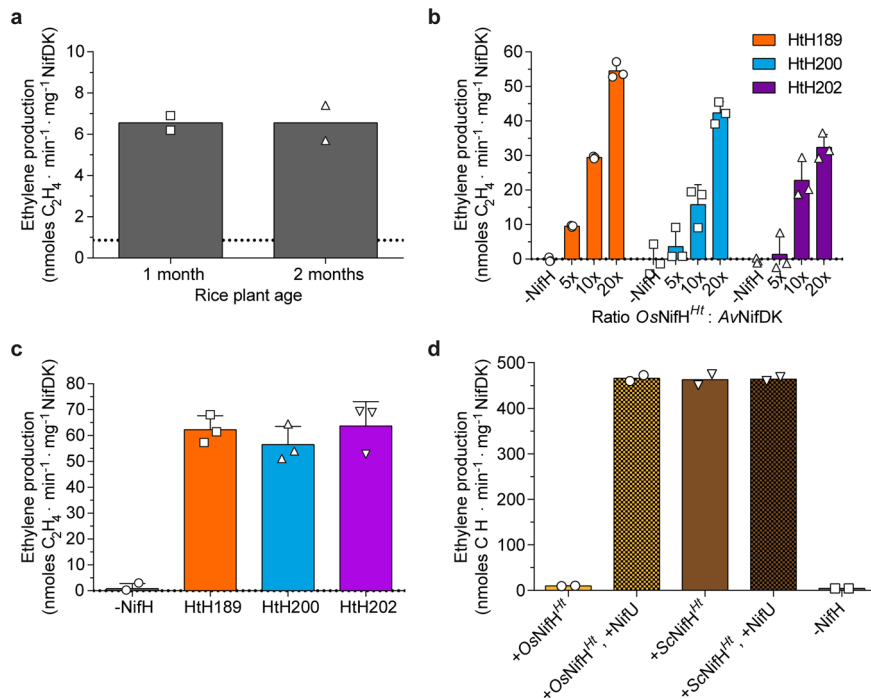 a
Ethylene production
(nmoles C₂H₄ · min⁻¹ · mg⁻¹ NifDK)
10
8
6
4
2
1
0
1 month
2 months
Rice plant age
b
Ethylene production
(nmoles C₂H₄ · min⁻¹ · mg⁻¹ NifDK)
60
50
40
30
20
10
0
HtH189
HtH200
HtH202
-NifH
5x
10x
20x
-NifH
5x
10x
20x
-NifH
5x
10x
20x
Ratio OsNifHᴴᵗ : AvNifDK
c
Ethylene production
(nmoles C₂H₄ · min⁻¹ · mg⁻¹ NifDK)
80
70
60
50
40
30
20
10
0
-NifH
HtH189
HtH200
HtH202
d
Ethylene production
(nmoles C H · min⁻¹ · mg⁻¹ NifDK)
500
400
300
200
100
0
+OsNifHᴴᵗ
+OsNifHᴴᵗ, +NifU
+ScNifHᴴᵗ
+ScNifHᴴᵗ, +NifU
-NifH